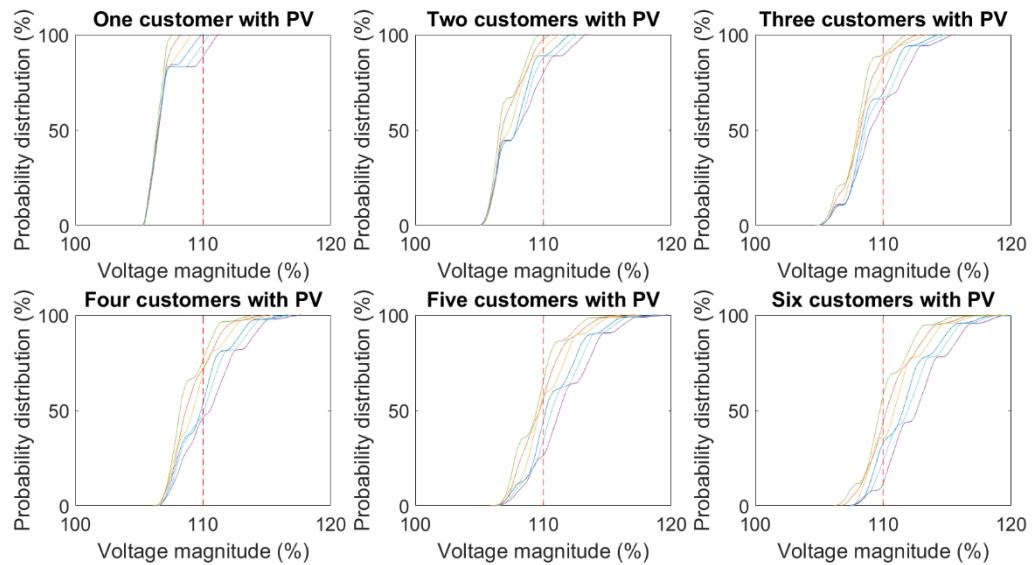 One customer with PV
Two customers with PV
Three customers with PV
Probability distribution (%)
100
50
0
100
110
120
Voltage magnitude (%)
Probability distribution (%)
100
50
0
100
110
120
Voltage magnitude (%)
Probability distribution (%)
100
50
0
100
110
120
Voltage magnitude (%)
Four customers with PV
Five customers with PV
Six customers with PV
Probability distribution (%)
100
50
0
100
110
120
Voltage magnitude (%)
Probability distribution (%)
100
50
0
100
110
120
Voltage magnitude (%)
Probability distribution (%)
100
50
0
100
110
120
Voltage magnitude (%)